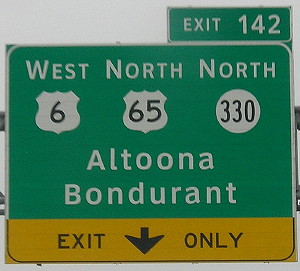 EXIT 142
WEST NORTH NORTH
6 65 330
Altoona
Bondurant
EXIT ONLY